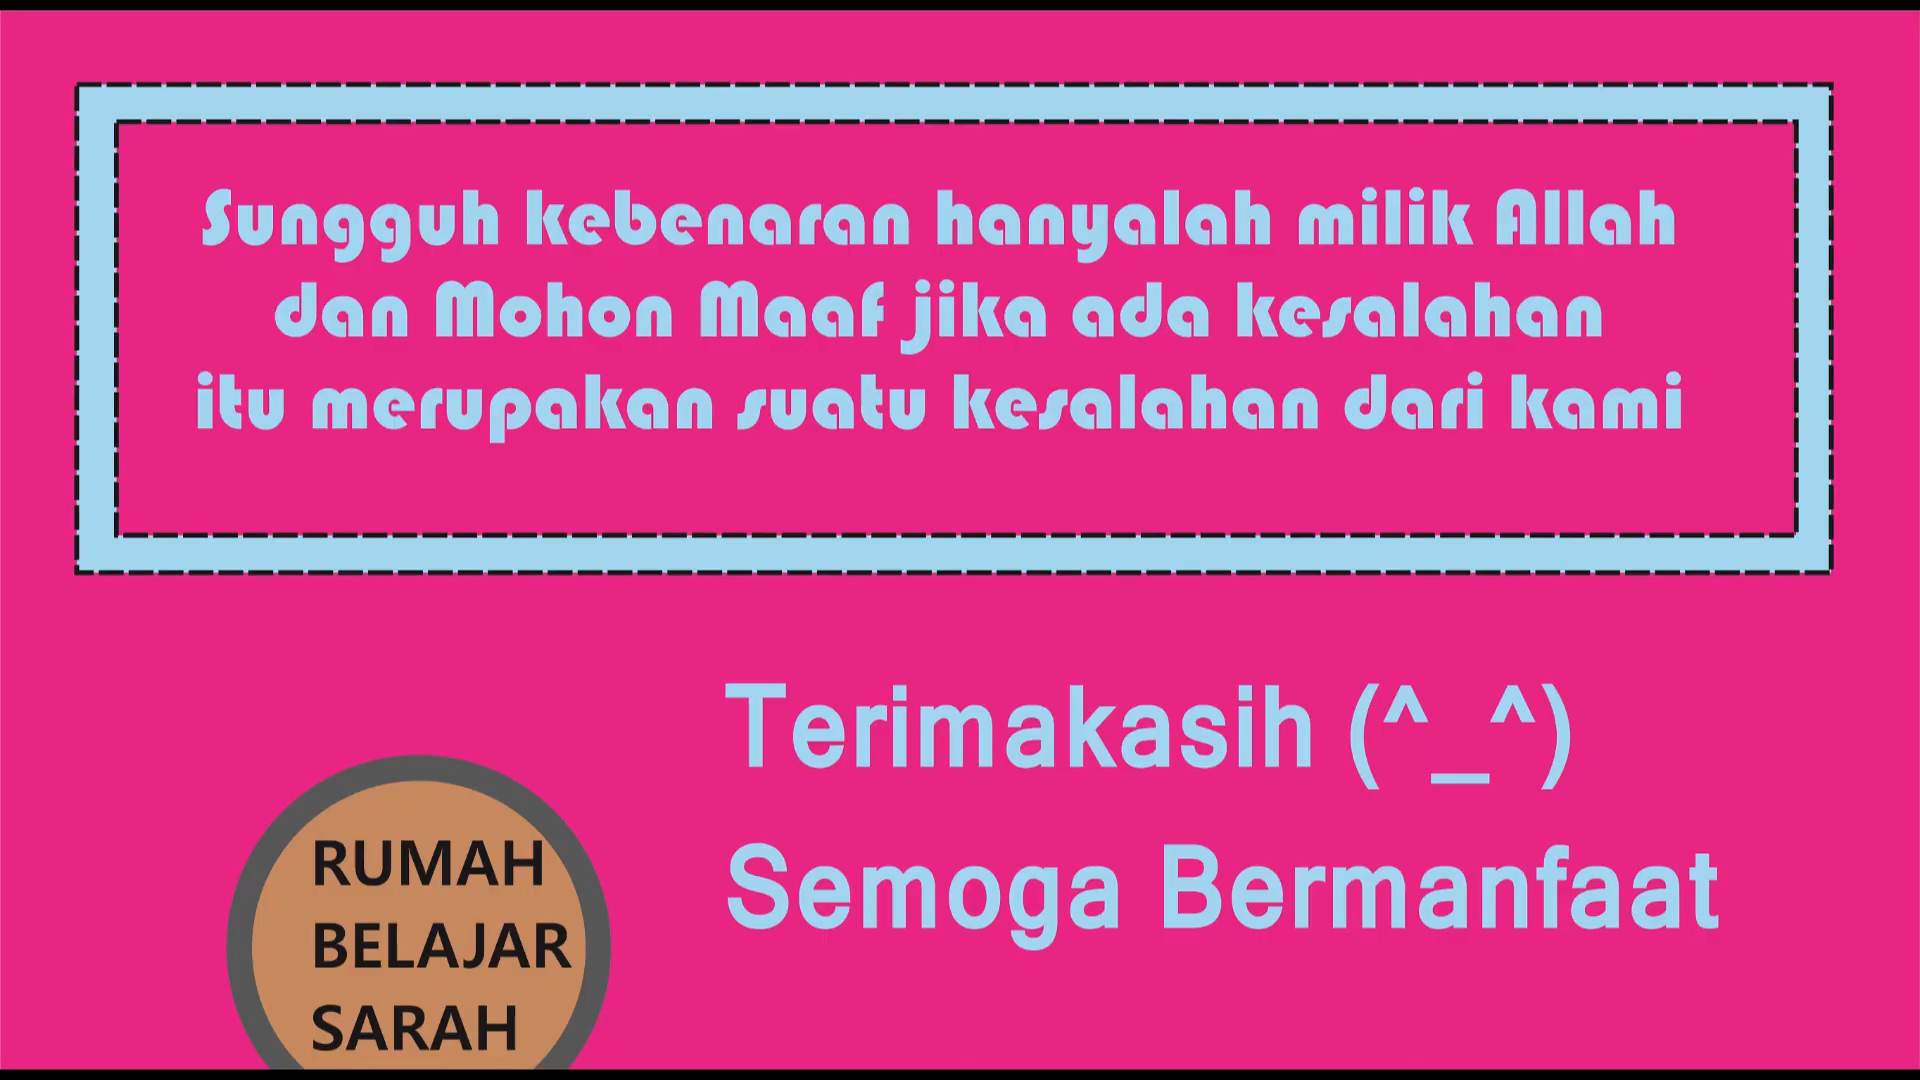 Sungguh kebenaran hanyalah milik Allah
dan Mohon Maaf jika ada kesalahan
itu merupakan suatu kesalahan dari kami
Terimakasih (^_^)
Semoga Bermanfaat
RUMAH
BELAJAR
SARAH